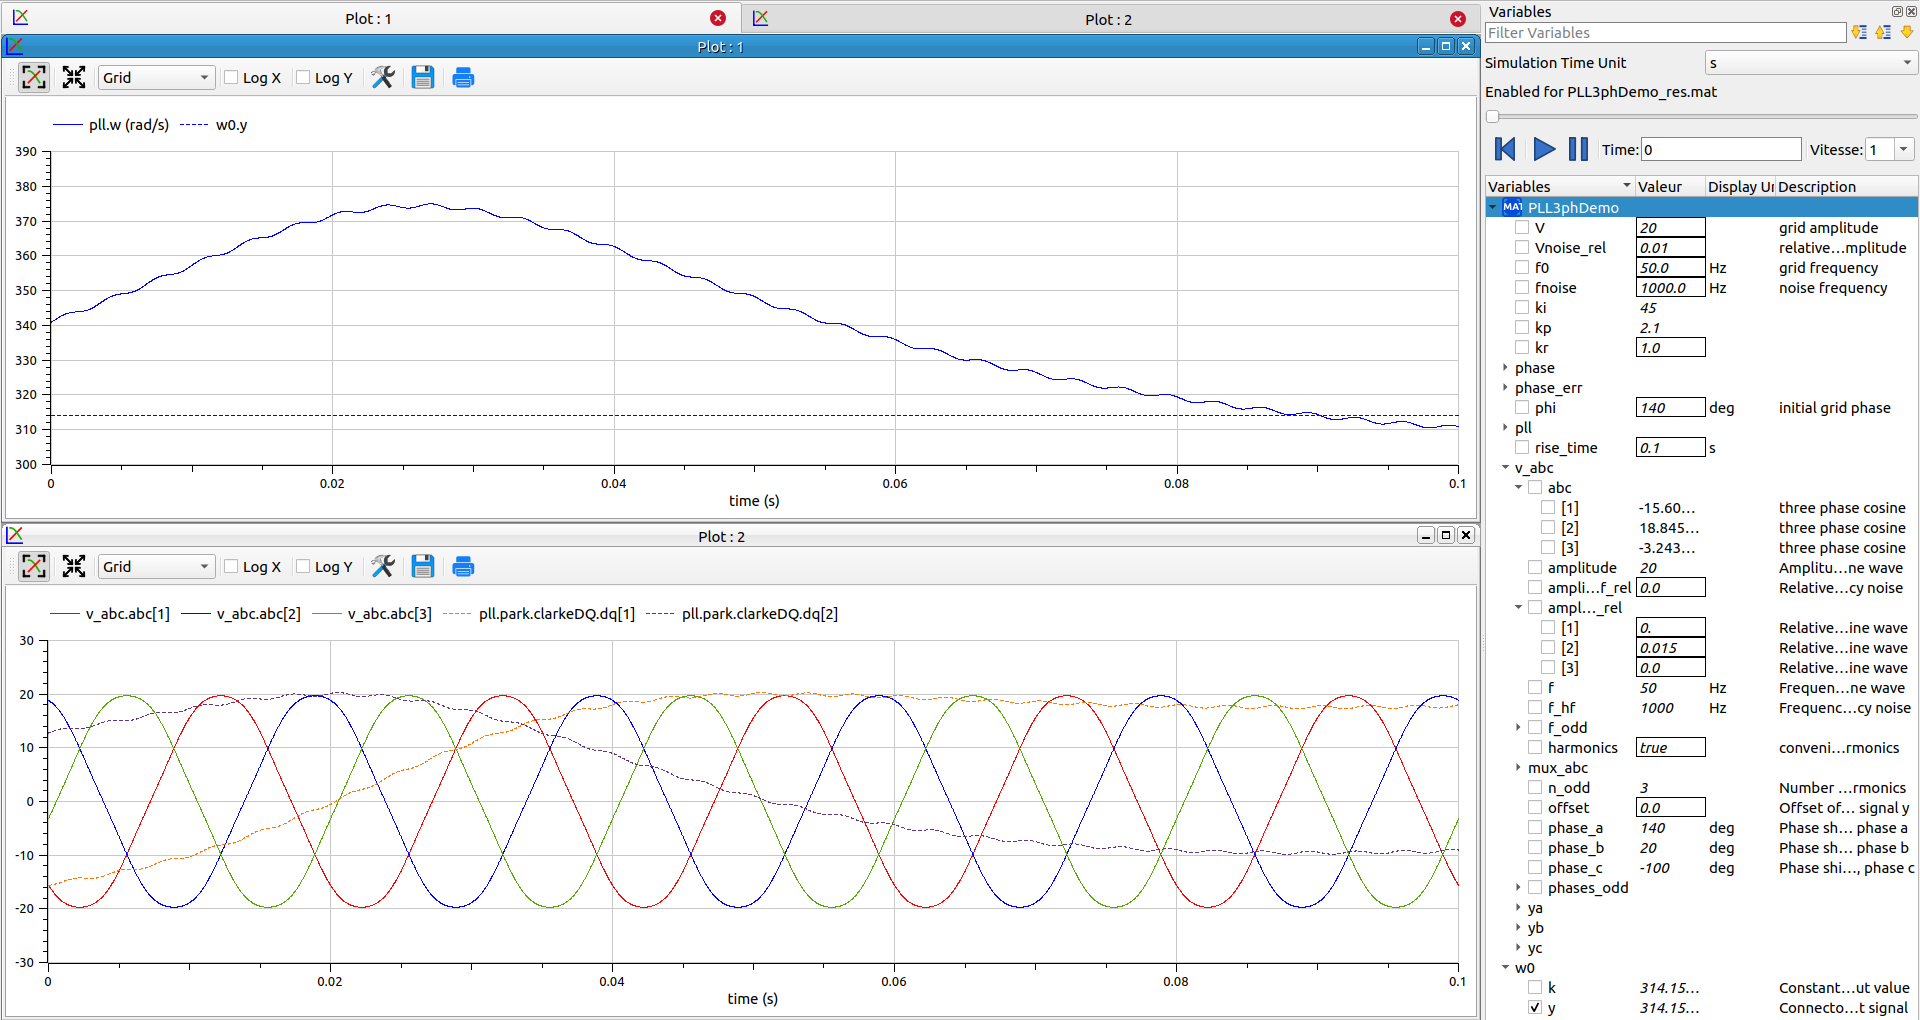 Plot : 1
Plot : 2
Plot : 1
Grid
Log X
Log Y
pll.w (rad/s)
w0.y
390
380
370
360
350
340
330
320
310
300
0
0.02
0.04
0.06
0.08
0.1
time (s)
Plot : 2
Grid
Log X
Log Y
v_abc.abc[1]
v_abc.abc[2]
v_abc.abc[3]
pll.park.clarkeDQ.dq[1]
pll.park.clarkeDQ.dq[2]
30
20
10
0
-10
-20
-30
0
0.02
0.04
0.06
0.08
0.1
time (s)
Variables
Filter Variables
Simulation Time Unit
s
Enabled for PLL3phDemo_res.mat
Time: 0
Vitesse: 1
Variables Valeur Display Ur Description
MAT PLL3phDemo
V 20 grid amplitude
Vnoise_rel 0.01 relative...mplitude
f0 50.0 Hz grid frequency
fnoise 1000.0 Hz noise frequency
ki 45
kp 2.1
kr 1.0
phase
phase_err
phi 140 deg initial grid phase
pll
rise_time 0.1 s
v_abc
abc
[1] -15.60... three phase cosine
[2] 18.845... three phase cosine
[3] -3.243... three phase cosine
amplitude 20 Amplitu...ne wave
ampli...f_rel 0.0 Relative...cy noise
ampl..._rel
[1] 0. Relative...ine wave
[2] 0.015 Relative...ine wave
[3] 0.0 Relative...ine wave
f 50 Hz Frequen...ne wave
f_hf 1000 Hz Frequenc...cy noise
f_odd
harmonics true conveni...rmonics
mux_abc
n_odd 3 Number ...rmonics
offset 0.0 Offset of... signal y
phase_a 140 deg Phase sh... phase a
phase_b 20 deg Phase sh... phase b
phase_c -100 deg Phase shi..., phase c
phases_odd
ya
yb
yc
w0
k 314.15... Constant...ut value
y 314.15... Connecto...t signal